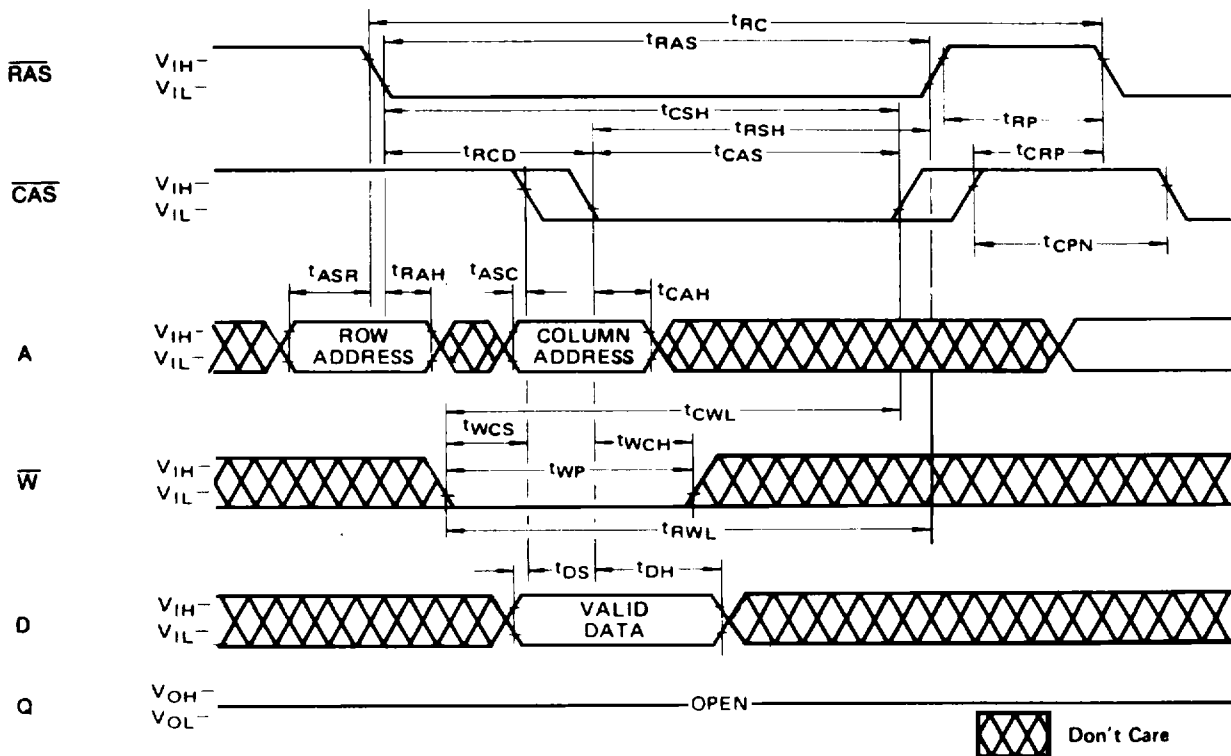 tRC
tRAS
RAS
VIH
VIL
tCSH
tRSH
tRP
tRCD
tCAS
tCRP
CAS
VIH
VIL
tCPN
tASR
tRAH
tASC
tCAH
A
VIH
VIL
ROW
ADDRESS
COLUMN
ADDRESS
tCWL
tWCS
tWCH
tWP
W
VIH
VIL
tRWL
tDS
tDH
D
VIH
VIL
VALID
DATA
Q
VOH
VOL
OPEN
Don't Care